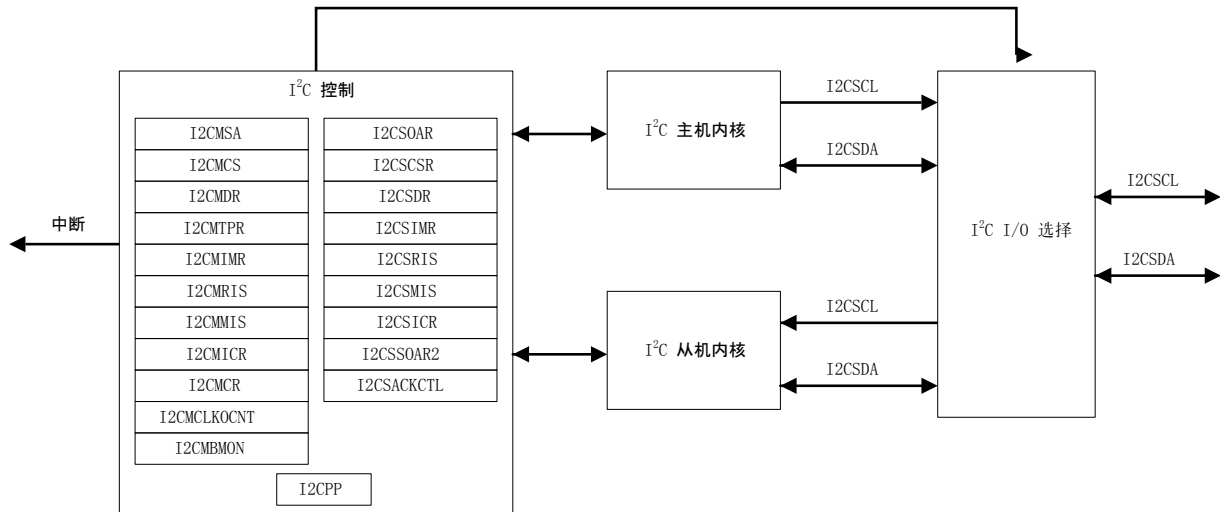 I²C 控制
I2CMSA
I2CMCS
I2CMDR
I2CMTPR
I2CMIMR
I2CMRIS
I2CMMIS
I2CMICR
I2CMCR
I2CMCLKOCNT
I2CMBMON
I2CSOAR
I2CSCSR
I2CSDR
I2CSIMR
I2CSRIS
I2CSMIS
I2CSICR
I2CSSOAR2
I2CSACKCTL
I2CPP
中断
I²C 主机内核
I2CSCL
I2CSDA
I²C 从机内核
I2CSCL
I2CSDA
I²C I/O 选择
I2CSCL
I2CSDA